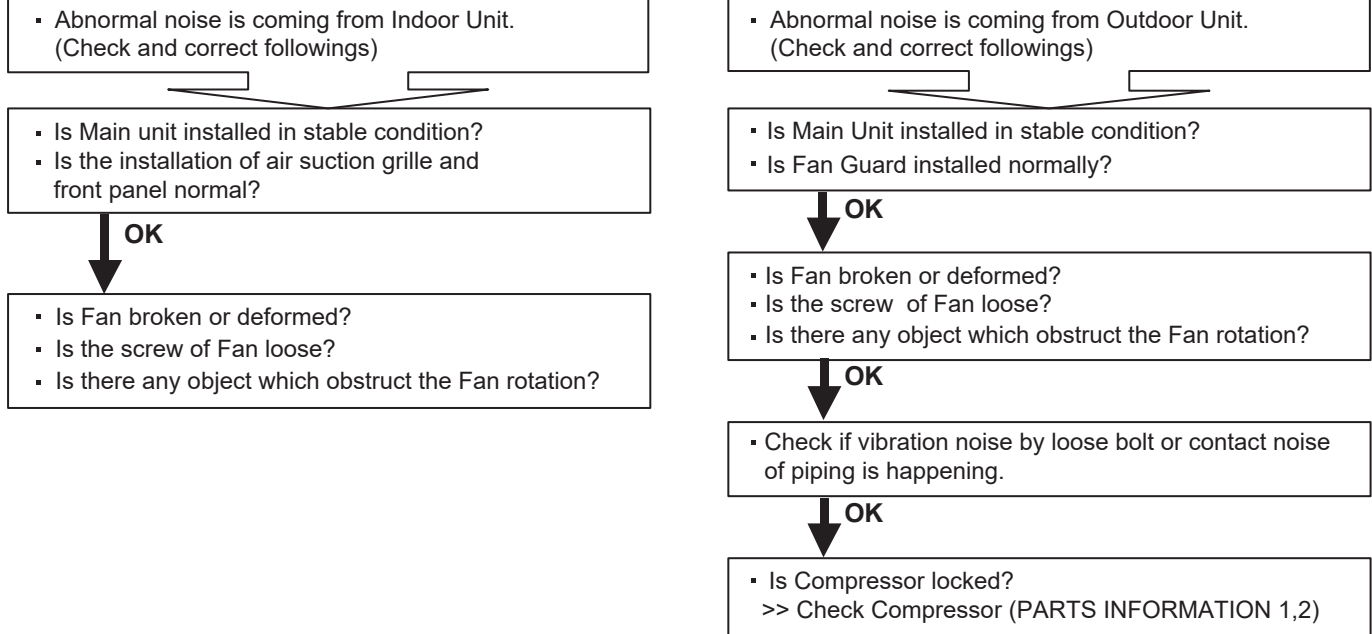 ▪ Abnormal noise is coming from Indoor Unit.
(Check and correct followings)
▪ Is Main unit installed in stable condition?
▪ Is the installation of air suction grille and
front panel normal?
OK
▪ Is Fan broken or deformed?
▪ Is the screw of Fan loose?
▪ Is there any object which obstruct the Fan rotation?
▪ Abnormal noise is coming from Outdoor Unit.
(Check and correct followings)
▪ Is Main Unit installed in stable condition?
▪ Is Fan Guard installed normally?
OK
▪ Is Fan broken or deformed?
▪ Is the screw of Fan loose?
▪ Is there any object which obstruct the Fan rotation?
OK
▪ Check if vibration noise by loose bolt or contact noise
of piping is happening.
OK
▪ Is Compressor locked?
>> Check Compressor (PARTS INFORMATION 1,2)